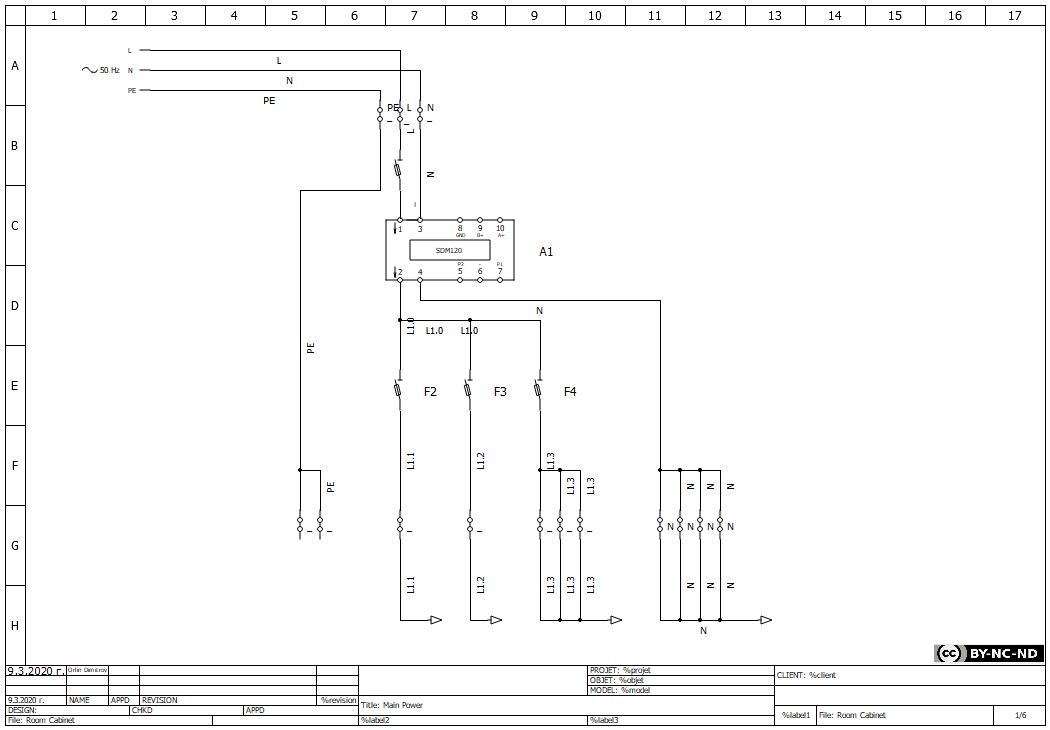 1 2 3 4 5 6 7 8 9 10 11 12 13 14 15 16 17
A
L
L
50 Hz N
N
PE
PE
PE L N
B
L
N
C
I
1 3 8 9 10
GND B+ A+
SDM120
A1
P2 - P1
2 4 5 6 7
D
N
L1.0 L1.0 L1.0
PE
E
F2 F3 F4
F
L1.1 L1.2 L1.3
PE L1.3 L1.3 N N N
G
N N N N
L1.1 L1.2 L1.3 L1.3 L1.3 N N N
H
N
cc BY-NC-ND
9.3.2020 г. Orlin Dimitrov
PROJET: %projet
OBJET: %objet
MODEL: %model
CLIENT: %client
9.3.2020 г. NAME APPD REVISION %revision
Title: Main Power
DESIGN: CHKD APPD
File: Room Cabinet
%label2 %label3
%label1 File: Room Cabinet 1/6